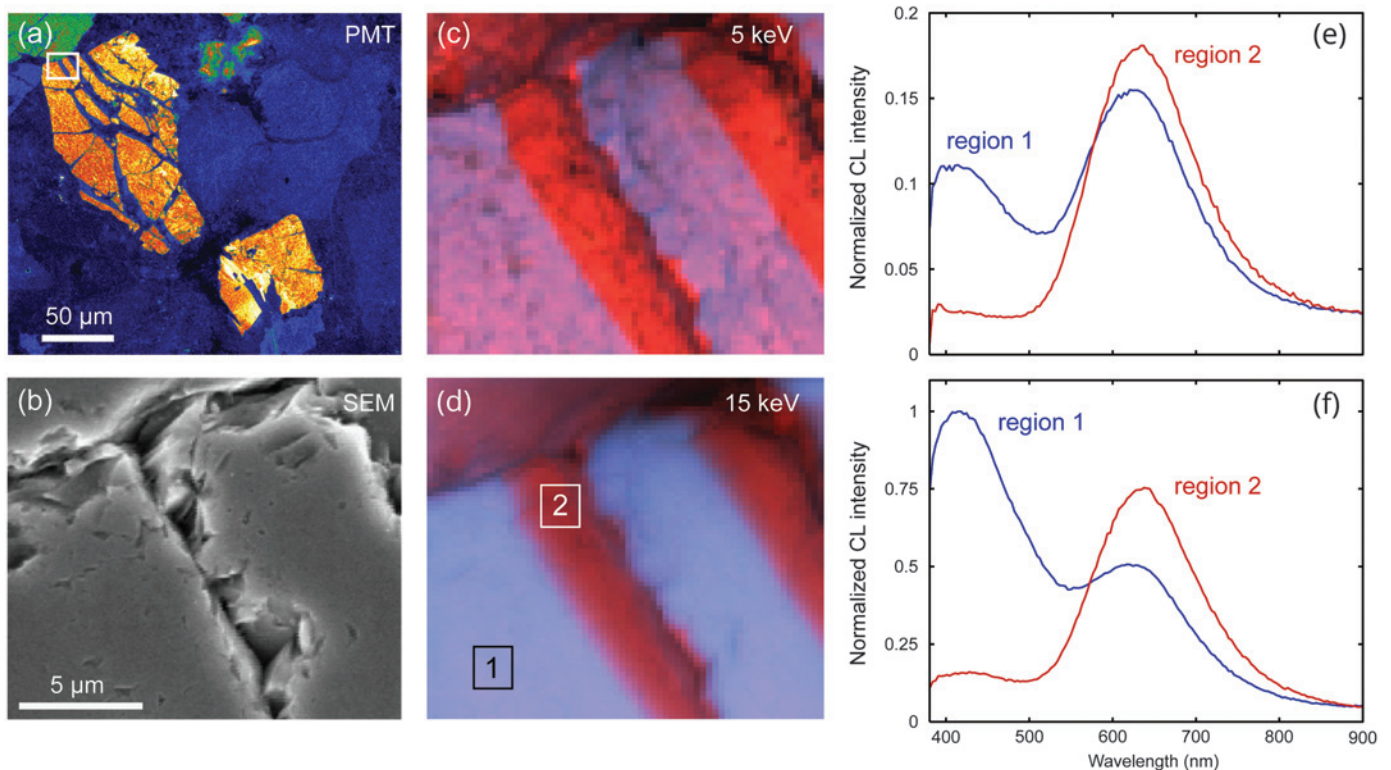 (a)
PMT
50 μm
(b)
SEM
5 μm
(c)
5 keV
(d)
15 keV
2
1
(e)
0.2
0.15
0.1
0.05
0
Normalized CL intensity
region 1
region 2
(f)
1
0.75
0.5
0.25
0
Normalized CL intensity
region 1
region 2
400 500 600 700 800 900
Wavelength (nm)